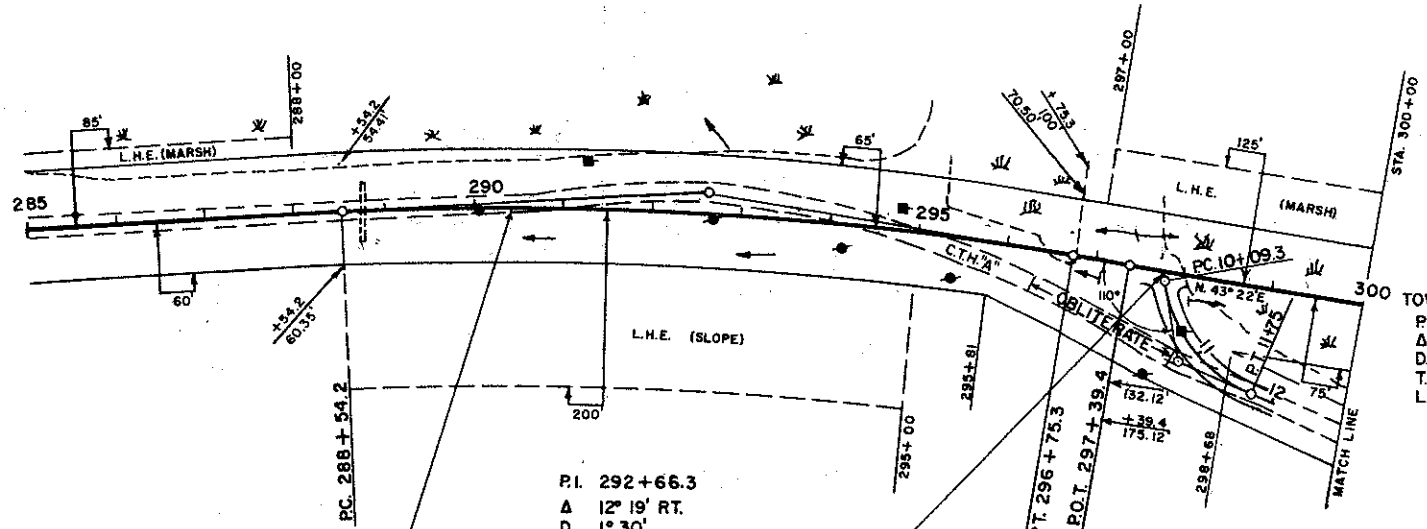 288+00
85'
L.H.E. (MARSH)
+54.2
54.41'
285
290
65'
295
70.50'
+75.3
100'
297+00
125'
L.H.E.
(MARSH)
STA. 300+00
C.T.H. "A"
P.C. 10+09.3
N. 43° 22' E
110°
OBLITERATE
P.T. 11+75
300
12
75'
60'
+54.2
60.35'
L.H.E. (SLOPE)
200'
P.C. 288+54.2
295+00
295+81
P.T. 296+75.3
P.O.T. 297+39.4
132.12'
+39.4
175.12'
298+68
MATCH LINE
P.I. 292+66.3
Δ 12° 19' RT.
D 1° 30'
Δ
D
T
L